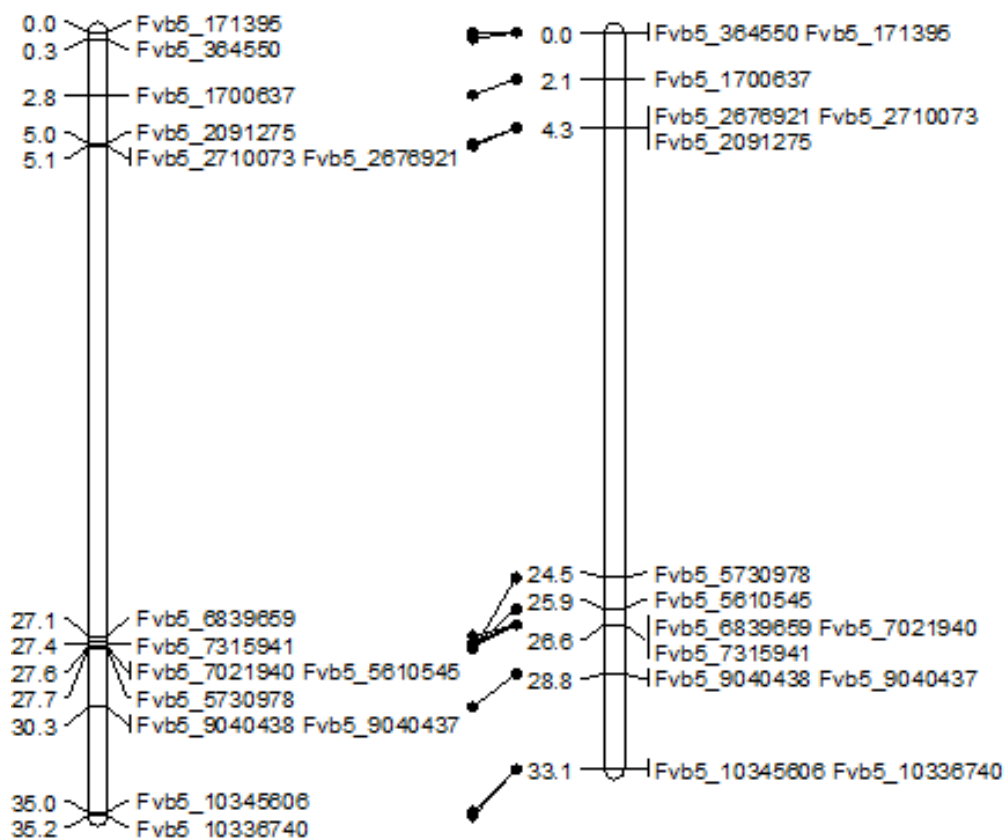 0.0 Fvb5_171395
0.3 Fvb5_364550
2.8 Fvb5_1700637
5.0 Fvb5_2091275
5.1 Fvb5_2710073 Fvb5_2676921
27.1 Fvb5_6839659
27.4 Fvb5_7315941
27.6 Fvb5_7021940 Fvb5_5610545
27.7 Fvb5_5730978
30.3 Fvb5_9040438 Fvb5_9040437
35.0 Fvb5_10345606
35.2 Fvb5_10336740
0.0 Fvb5_364550 Fvb5_171395
2.1 Fvb5_1700637
Fvb5_2676921 Fvb5_2710073
4.3 Fvb5_2091275
24.5 Fvb5_5730978
25.9 Fvb5_5610545
26.6 Fvb5_6839659 Fvb5_7021940
Fvb5_7315941
28.8 Fvb5_9040438 Fvb5_9040437
33.1 Fvb5_10345606 Fvb5_10336740